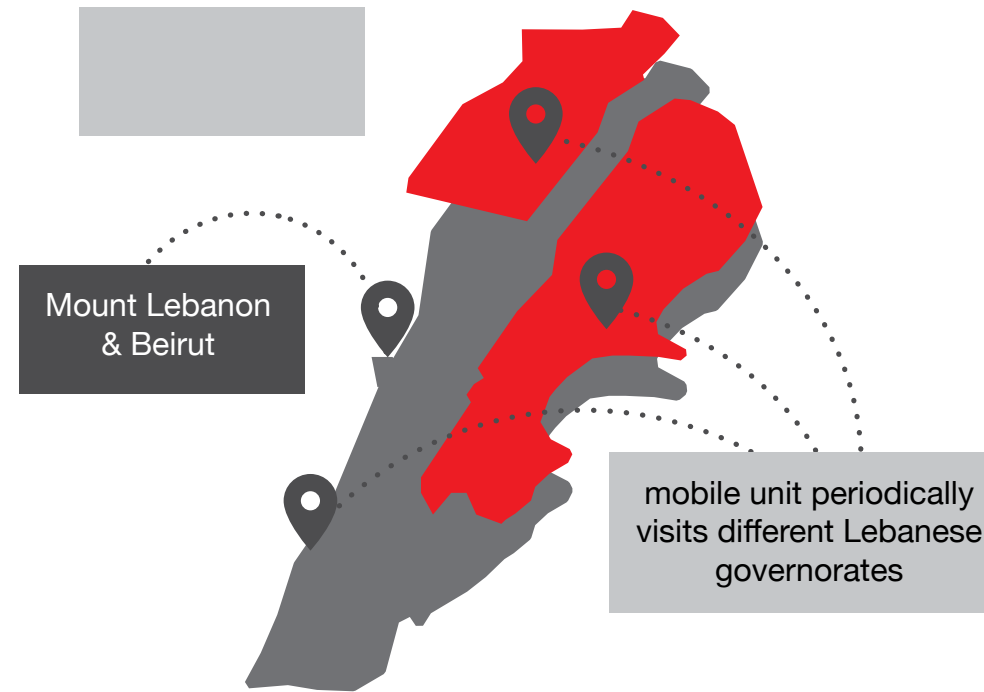 Mount Lebanon
& Beirut
mobile unit periodically
visits different Lebanese
governorates